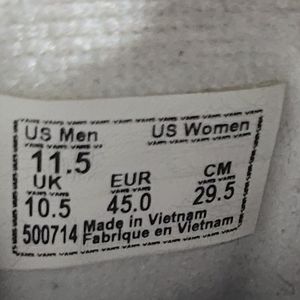 US Men US Women
11.5
UK EUR CM
10.5 45.0 29.5
500714 Made in Vietnam
Fabrique en Vietnam